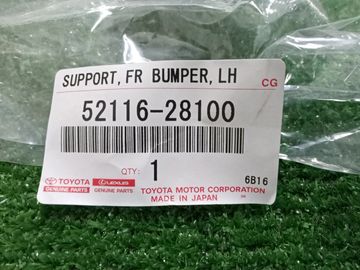 SUPPORT, FR BUMPER, LH
CG
52116-28100
QTY: 1
6B16
TOYOTA LEXUS
GENUINE PARTS GENUINE PARTS
TOYOTA MOTOR CORPORATION
MADE IN JAPAN